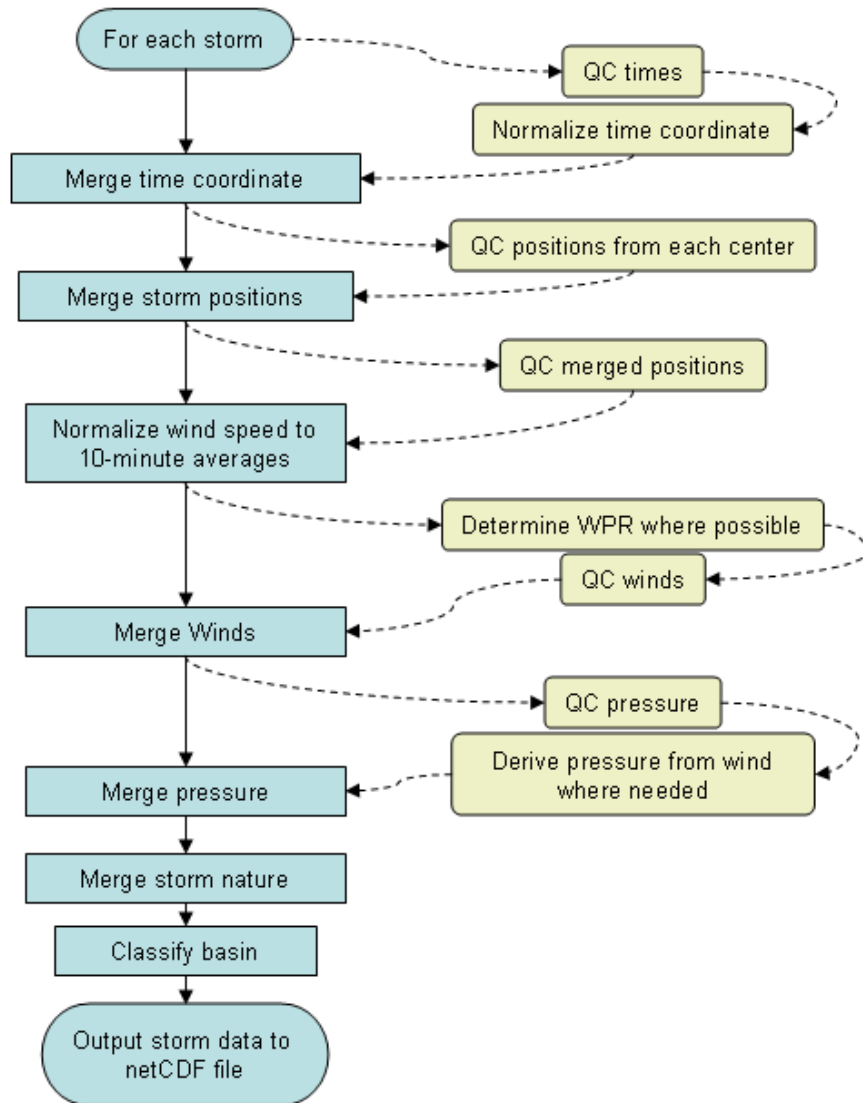 For each storm
QC times
Normalize time coordinate
Merge time coordinate
QC positions from each center
Merge storm positions
QC merged positions
Normalize wind speed to
10-minute averages
Determine WPR where possible
QC winds
Merge Winds
QC pressure
Derive pressure from wind
where needed
Merge pressure
Merge storm nature
Classify basin
Output storm data to
netCDF file